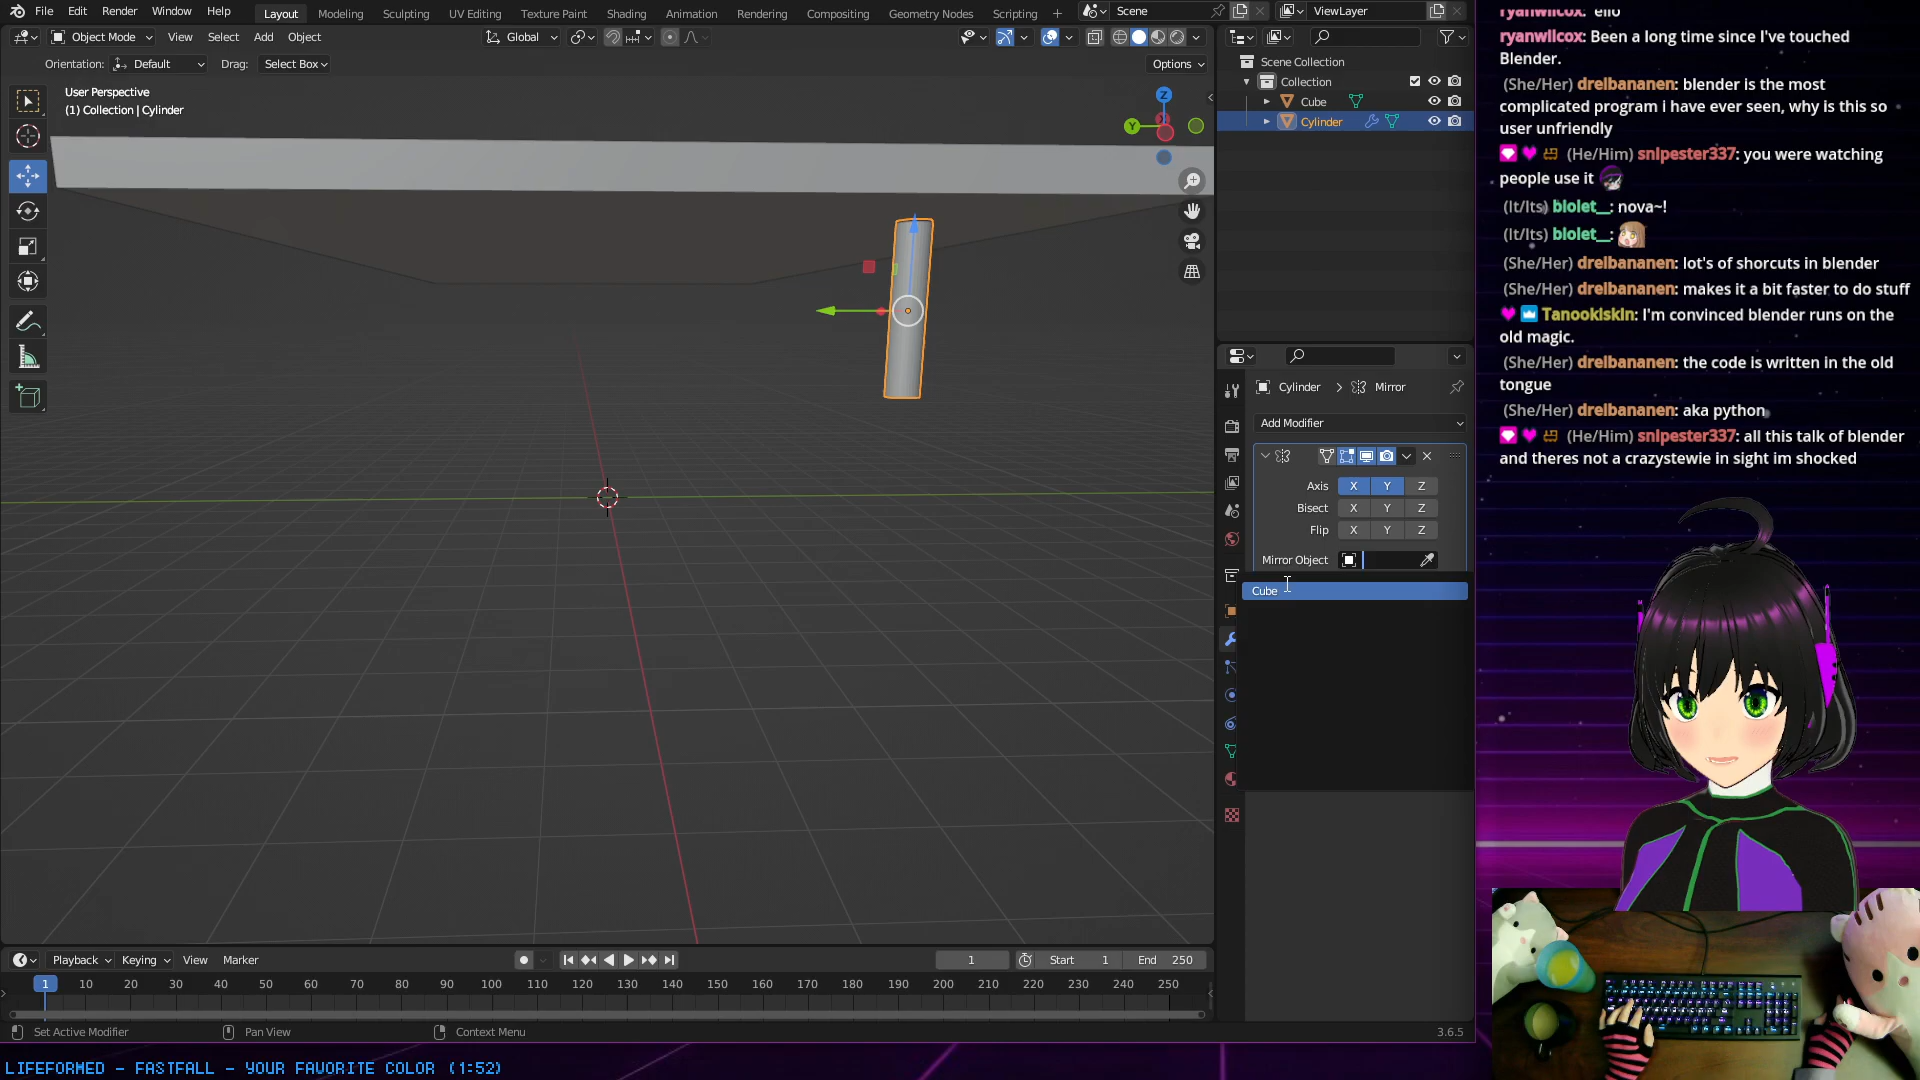 File Edit Render Window Help Layout Modeling Sculpting UV Editing Texture Paint Shading Animation Rendering Compositing Geometry Nodes Scripting + Scene ViewLayer
Object Mode View Select Add Object Global
Orientation: Default Drag: Select Box Options
User Perspective
(1) Collection | Cylinder
Z
Y
Scene Collection
Collection
Cube
Cylinder
Cylinder > Mirror
Add Modifier
Axis X Y Z
Bisect X Y Z
Flip X Y Z
Mirror Object
Cube
Playback Keying View Marker 1 Start 1 End 250
1 10 20 30 40 50 60 70 80 90 100 110 120 130 140 150 160 170 180 190 200 210 220 230 240 250
Set Active Modifier Pan View Context Menu 3.6.5
ryanwilcox: ello
ryanwilcox: Been a long time since I've touched
Blender.
(She/Her) dreibananen: blender is the most
complicated program i have ever seen, why is this so
user unfriendly
(He/Him) snipester337: you were watching
people use it
(It/Its) biolet__: nova~!
(It/Its) biolet__:
(She/Her) dreibananen: lot's of shorcuts in blender
(She/Her) dreibananen: makes it a bit faster to do stuff
Tanookiskin: I'm convinced blender runs on the
old magic.
(She/Her) dreibananen: the code is written in the old
tongue
(She/Her) dreibananen: aka python
(He/Him) snipester337: all this talk of blender
and theres not a crazystewie in sight im shocked
LIFEFORMED - FASTFALL - YOUR FAVORITE COLOR (1:52)